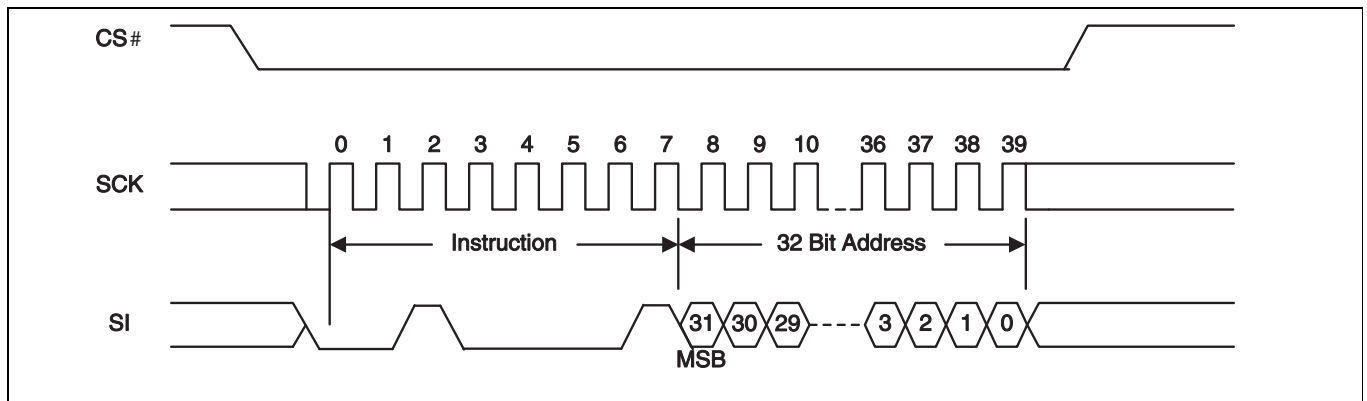 CS#
0 1 2 3 4 5 6 7 8 9 10 36 37 38 39
SCK
Instruction 32 Bit Address
SI 31 30 29 3 2 1 0
MSB